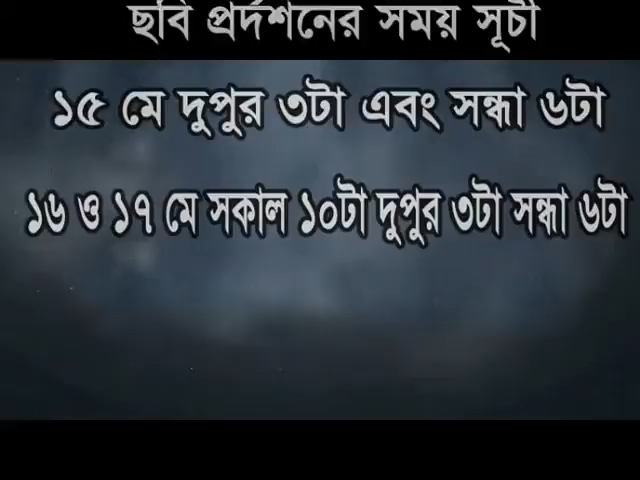 ছবি প্রর্দশনের সময় সূচী
১৫ মে দুপুর ৩টা এবং সন্ধা ৬টা
১৬ ও ১৭ মে সকাল ১০টা দুপুর ৩টা সন্ধা ৬টা